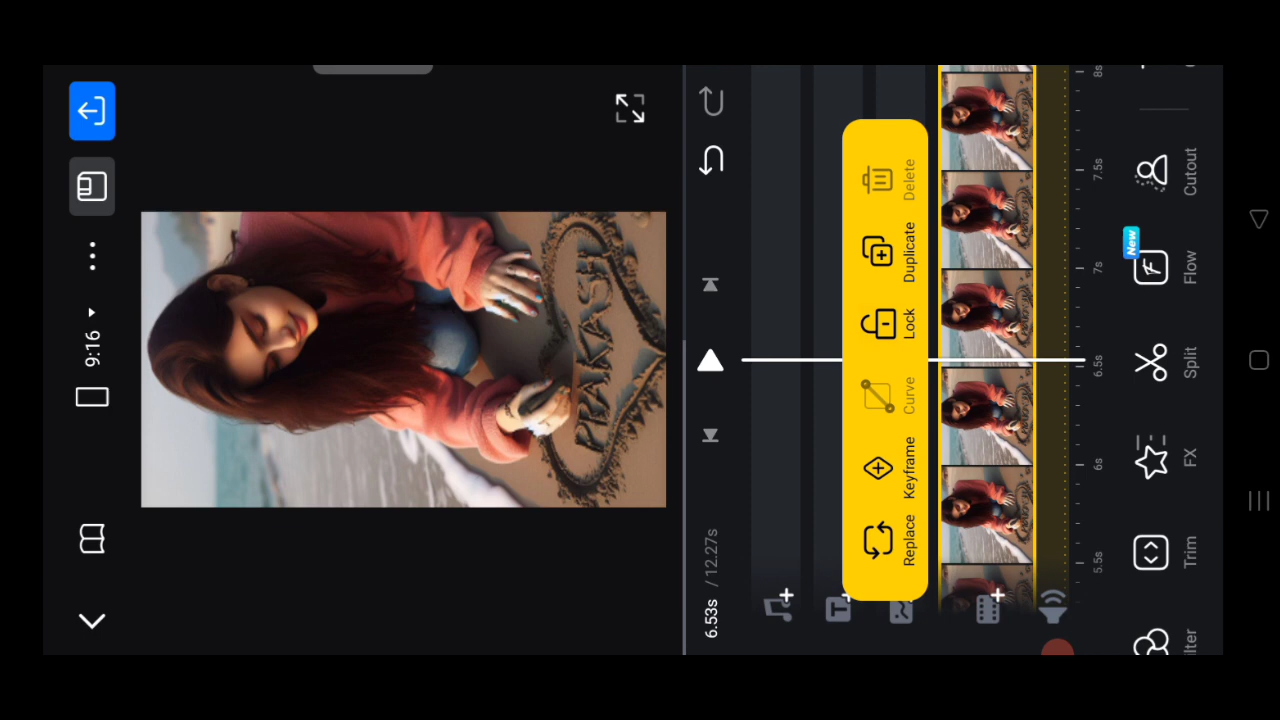 9:16
PRAKASH
6.53s / 12.27s
Replace
Keyframe
Curve
Lock
Duplicate
Delete
5.5s
6s
6.5s
7s
7.5s
8s
lter
Trim
FX
Split
Flow
New
Cutout